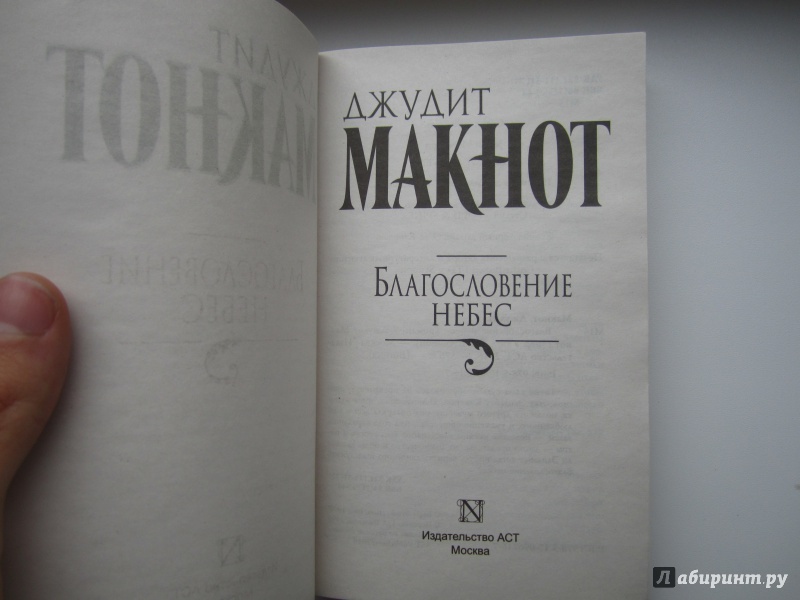 ДЖУДИТ
МАКНОТ
БЛАГОСЛОВЕНИЕ
НЕБЕС
N
Издательство АСТ
Москва
Лабиринт.ру